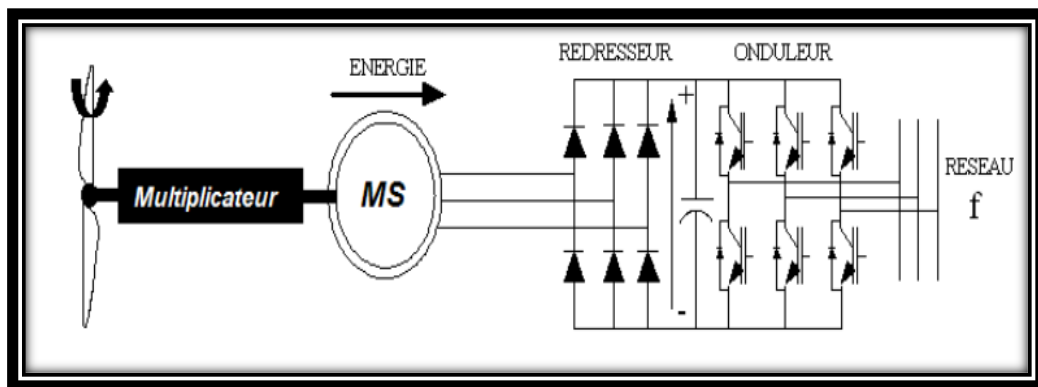 REDRESSEUR
ONDULEUR
ENERGIE
+
Multiplicateur
MS
RESEAU
f
-